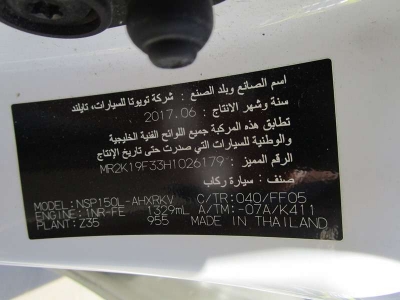 اسم الصانع و بلد الصنع : شركة تويوتا للسيارات، تايلند
سنة وشهر الانتاج : 2017.06
تطابق هذه المركبة جميع اللوائح الفنية الخليجية
والوطنية للسيارات التي صدرت حتى تاريخ الإنتاج
الرقم المميز : MR2K19F33H1026179
صنف : سيارة ركاب
MODEL:NSP150L-AHXRKV C/TR:040/FF05
ENGINE:1NR-FE 1329mL A/TM:-07A/K411
PLANT:Z35 955 MADE IN THAILAND